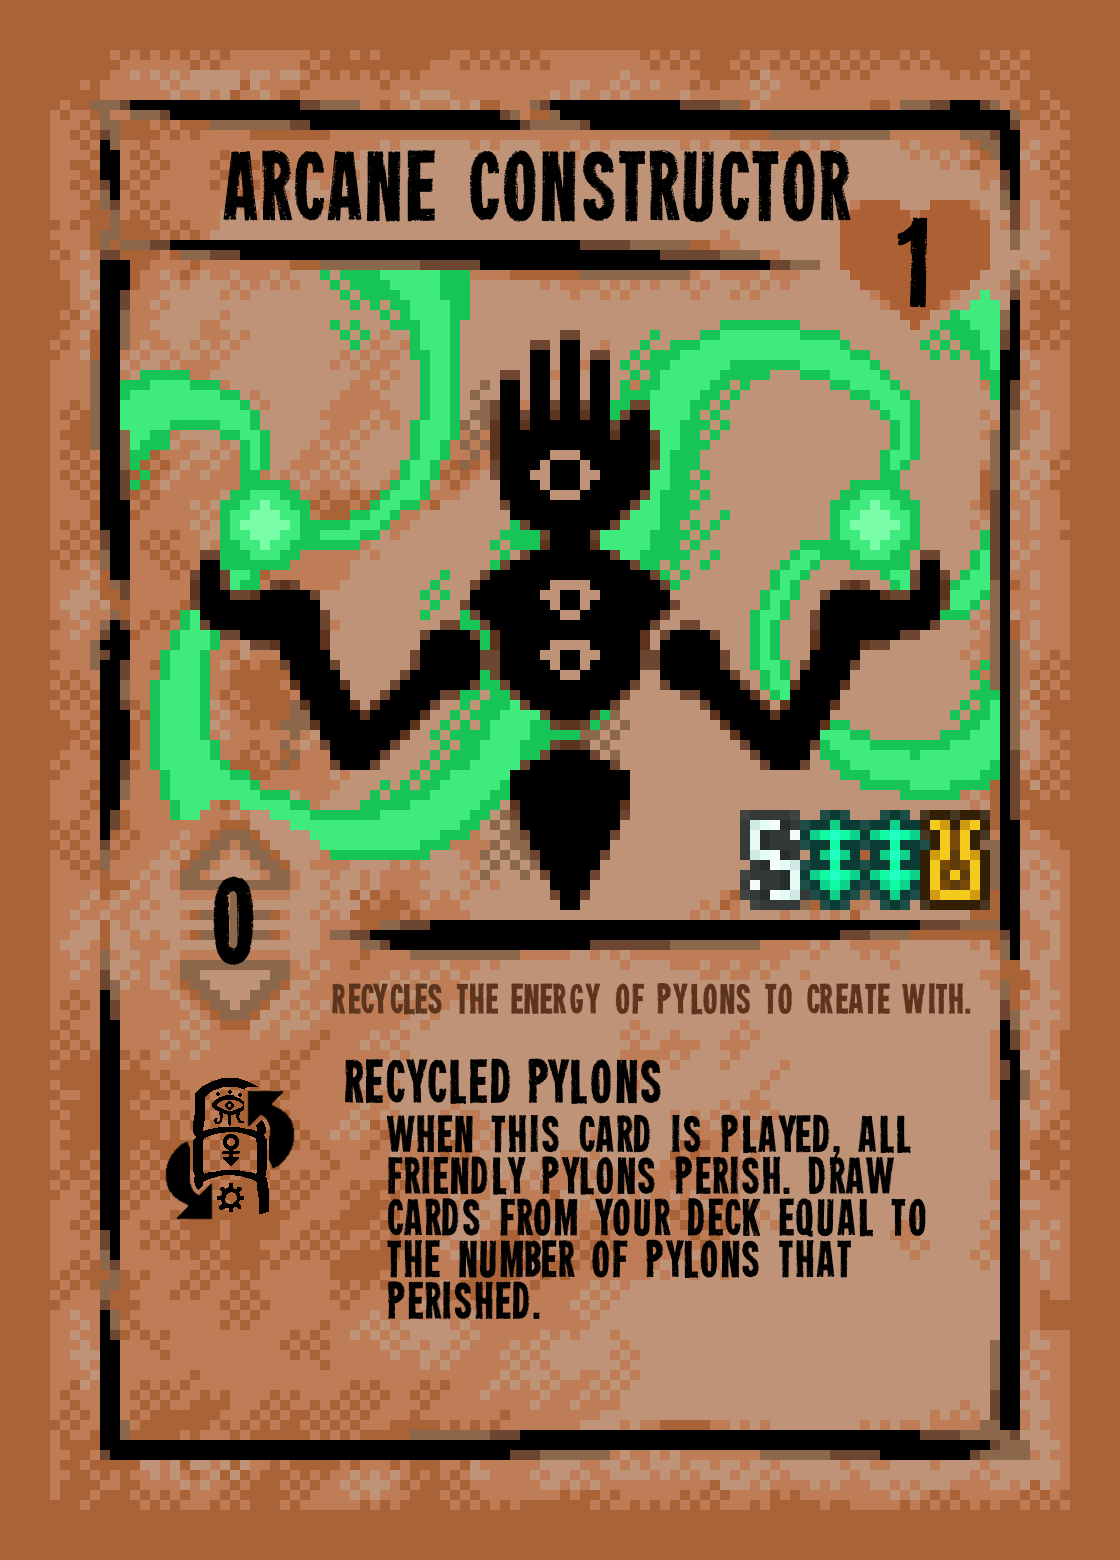 ARCANE CONSTRUCTOR
1
S
0
RECYCLES THE ENERGY OF PYLONS TO CREATE WITH.
RECYCLED PYLONS
WHEN THIS CARD IS PLAYED, ALL
FRIENDLY PYLONS PERISH. DRAW
CARDS FROM YOUR DECK EQUAL TO
THE NUMBER OF PYLONS THAT
PERISHED.